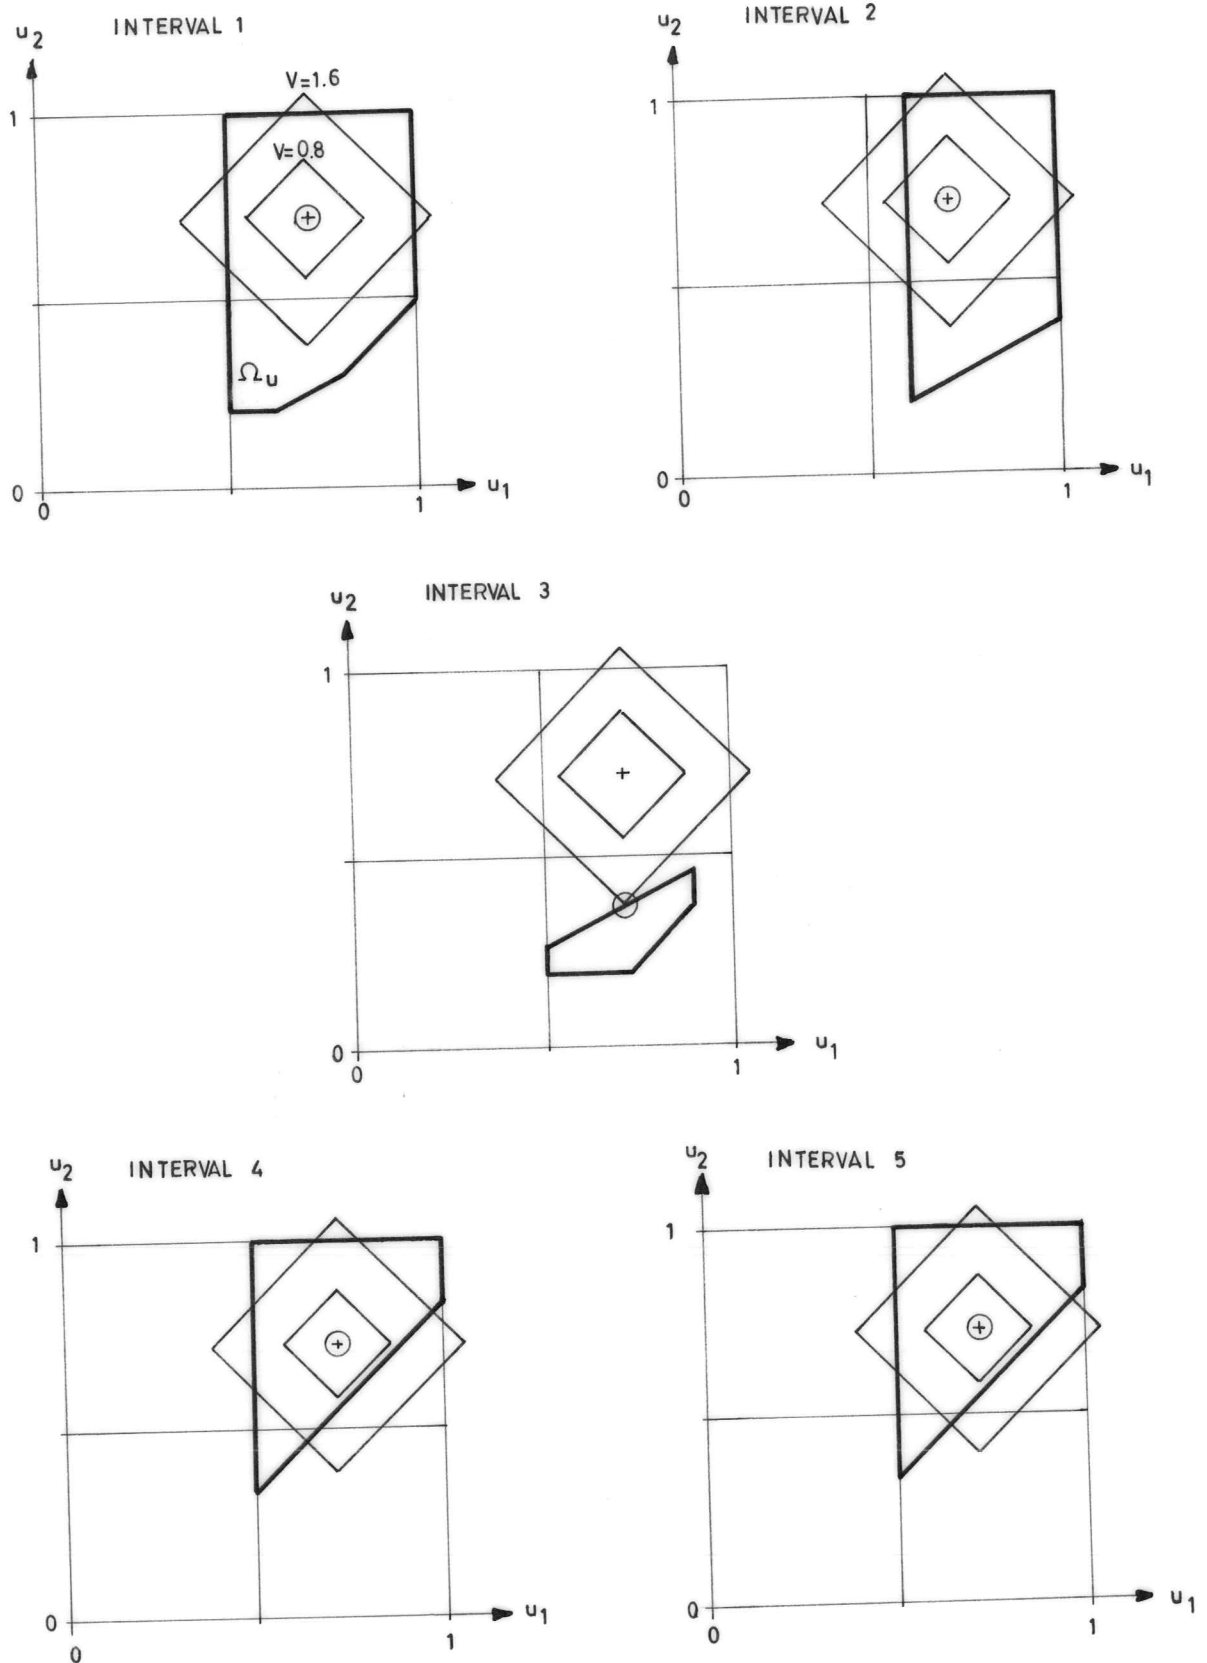 INTERVAL 1
u2
V=1.6
1
V=0.8
Ωu
0
0
1
u1
INTERVAL 2
u2
1
0
0
1
u1
INTERVAL 3
u2
1
0
0
1
u1
INTERVAL 4
u2
1
0
0
1
u1
INTERVAL 5
u2
1
0
0
1
u1